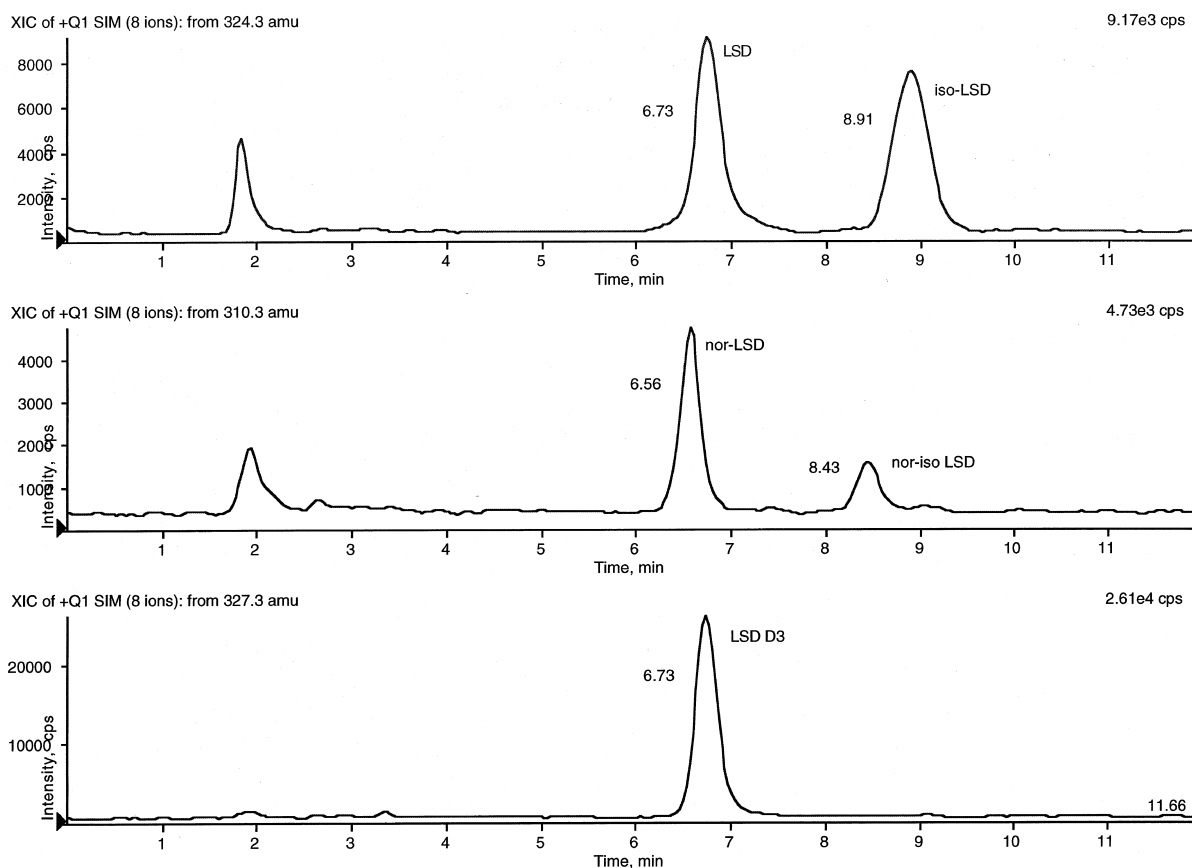 XIC of +Q1 SIM (8 ions): from 324.3 amu 9.17e3 cps
8000
6000
4000
2000
Intensity, cps
LSD
6.73
iso-LSD
8.91
1 2 3 4 5 6 7 8 9 10 11
Time, min
XIC of +Q1 SIM (8 ions): from 310.3 amu 4.73e3 cps
4000
3000
2000
1000
Intensity, cps
nor-LSD
6.56
nor-iso LSD
8.43
1 2 3 4 5 6 7 8 9 10 11
Time, min
XIC of +Q1 SIM (8 ions): from 327.3 amu 2.61e4 cps
20000
10000
Intensity, cps
LSD D3
6.73
11.66
1 2 3 4 5 6 7 8 9 10 11
Time, min